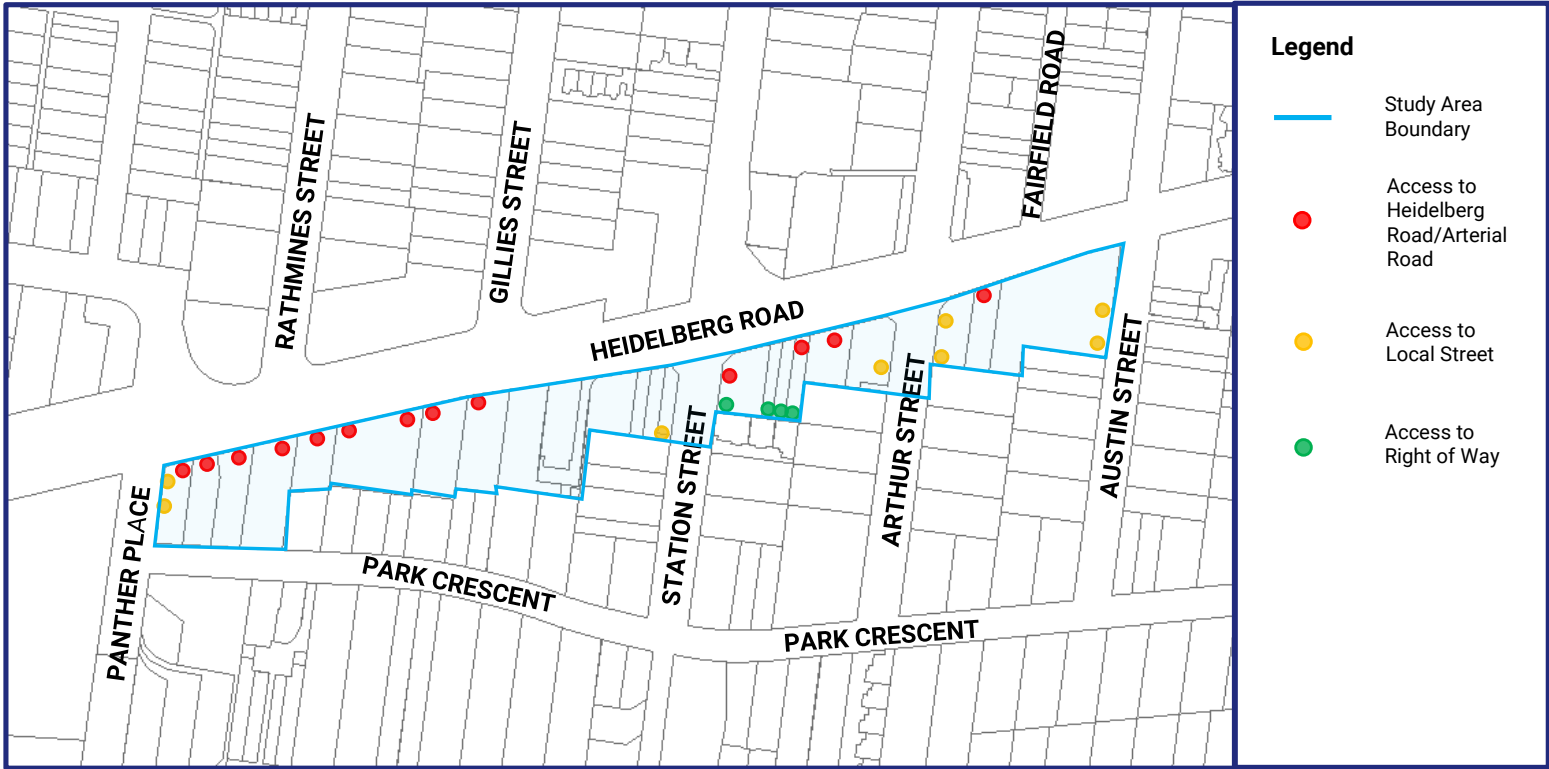 RATHMINES STREET
GILLIES STREET
FAIRFIELD ROAD
HEIDELBERG ROAD
PANTHER PLACE
PARK CRESCENT
STATION STREET
ARTHUR STREET
AUSTIN STREET
PARK CRESCENT
Legend
Study Area
Boundary
Access to
Heidelberg
Road/Arterial
Road
Access to
Local Street
Access to
Right of Way